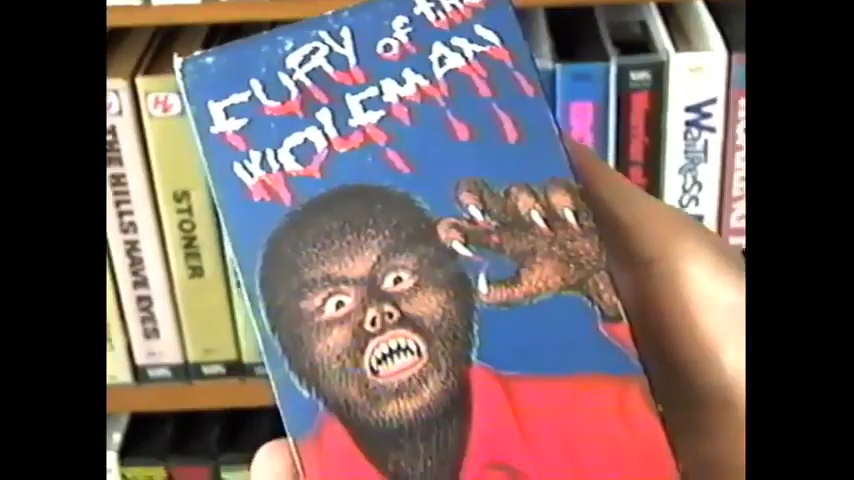 FURY of the
WOLFMAN
THE HILLS HAVE EYES
STONER
WAITRESS